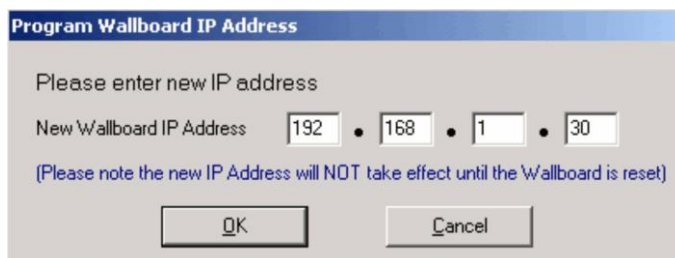 Program Wallboard IP Address
Please enter new IP address
New Wallboard IP Address 192 . 168 . 1 . 30
(Please note the new IP Address will NOT take effect until the Wallboard is reset)
OK Cancel